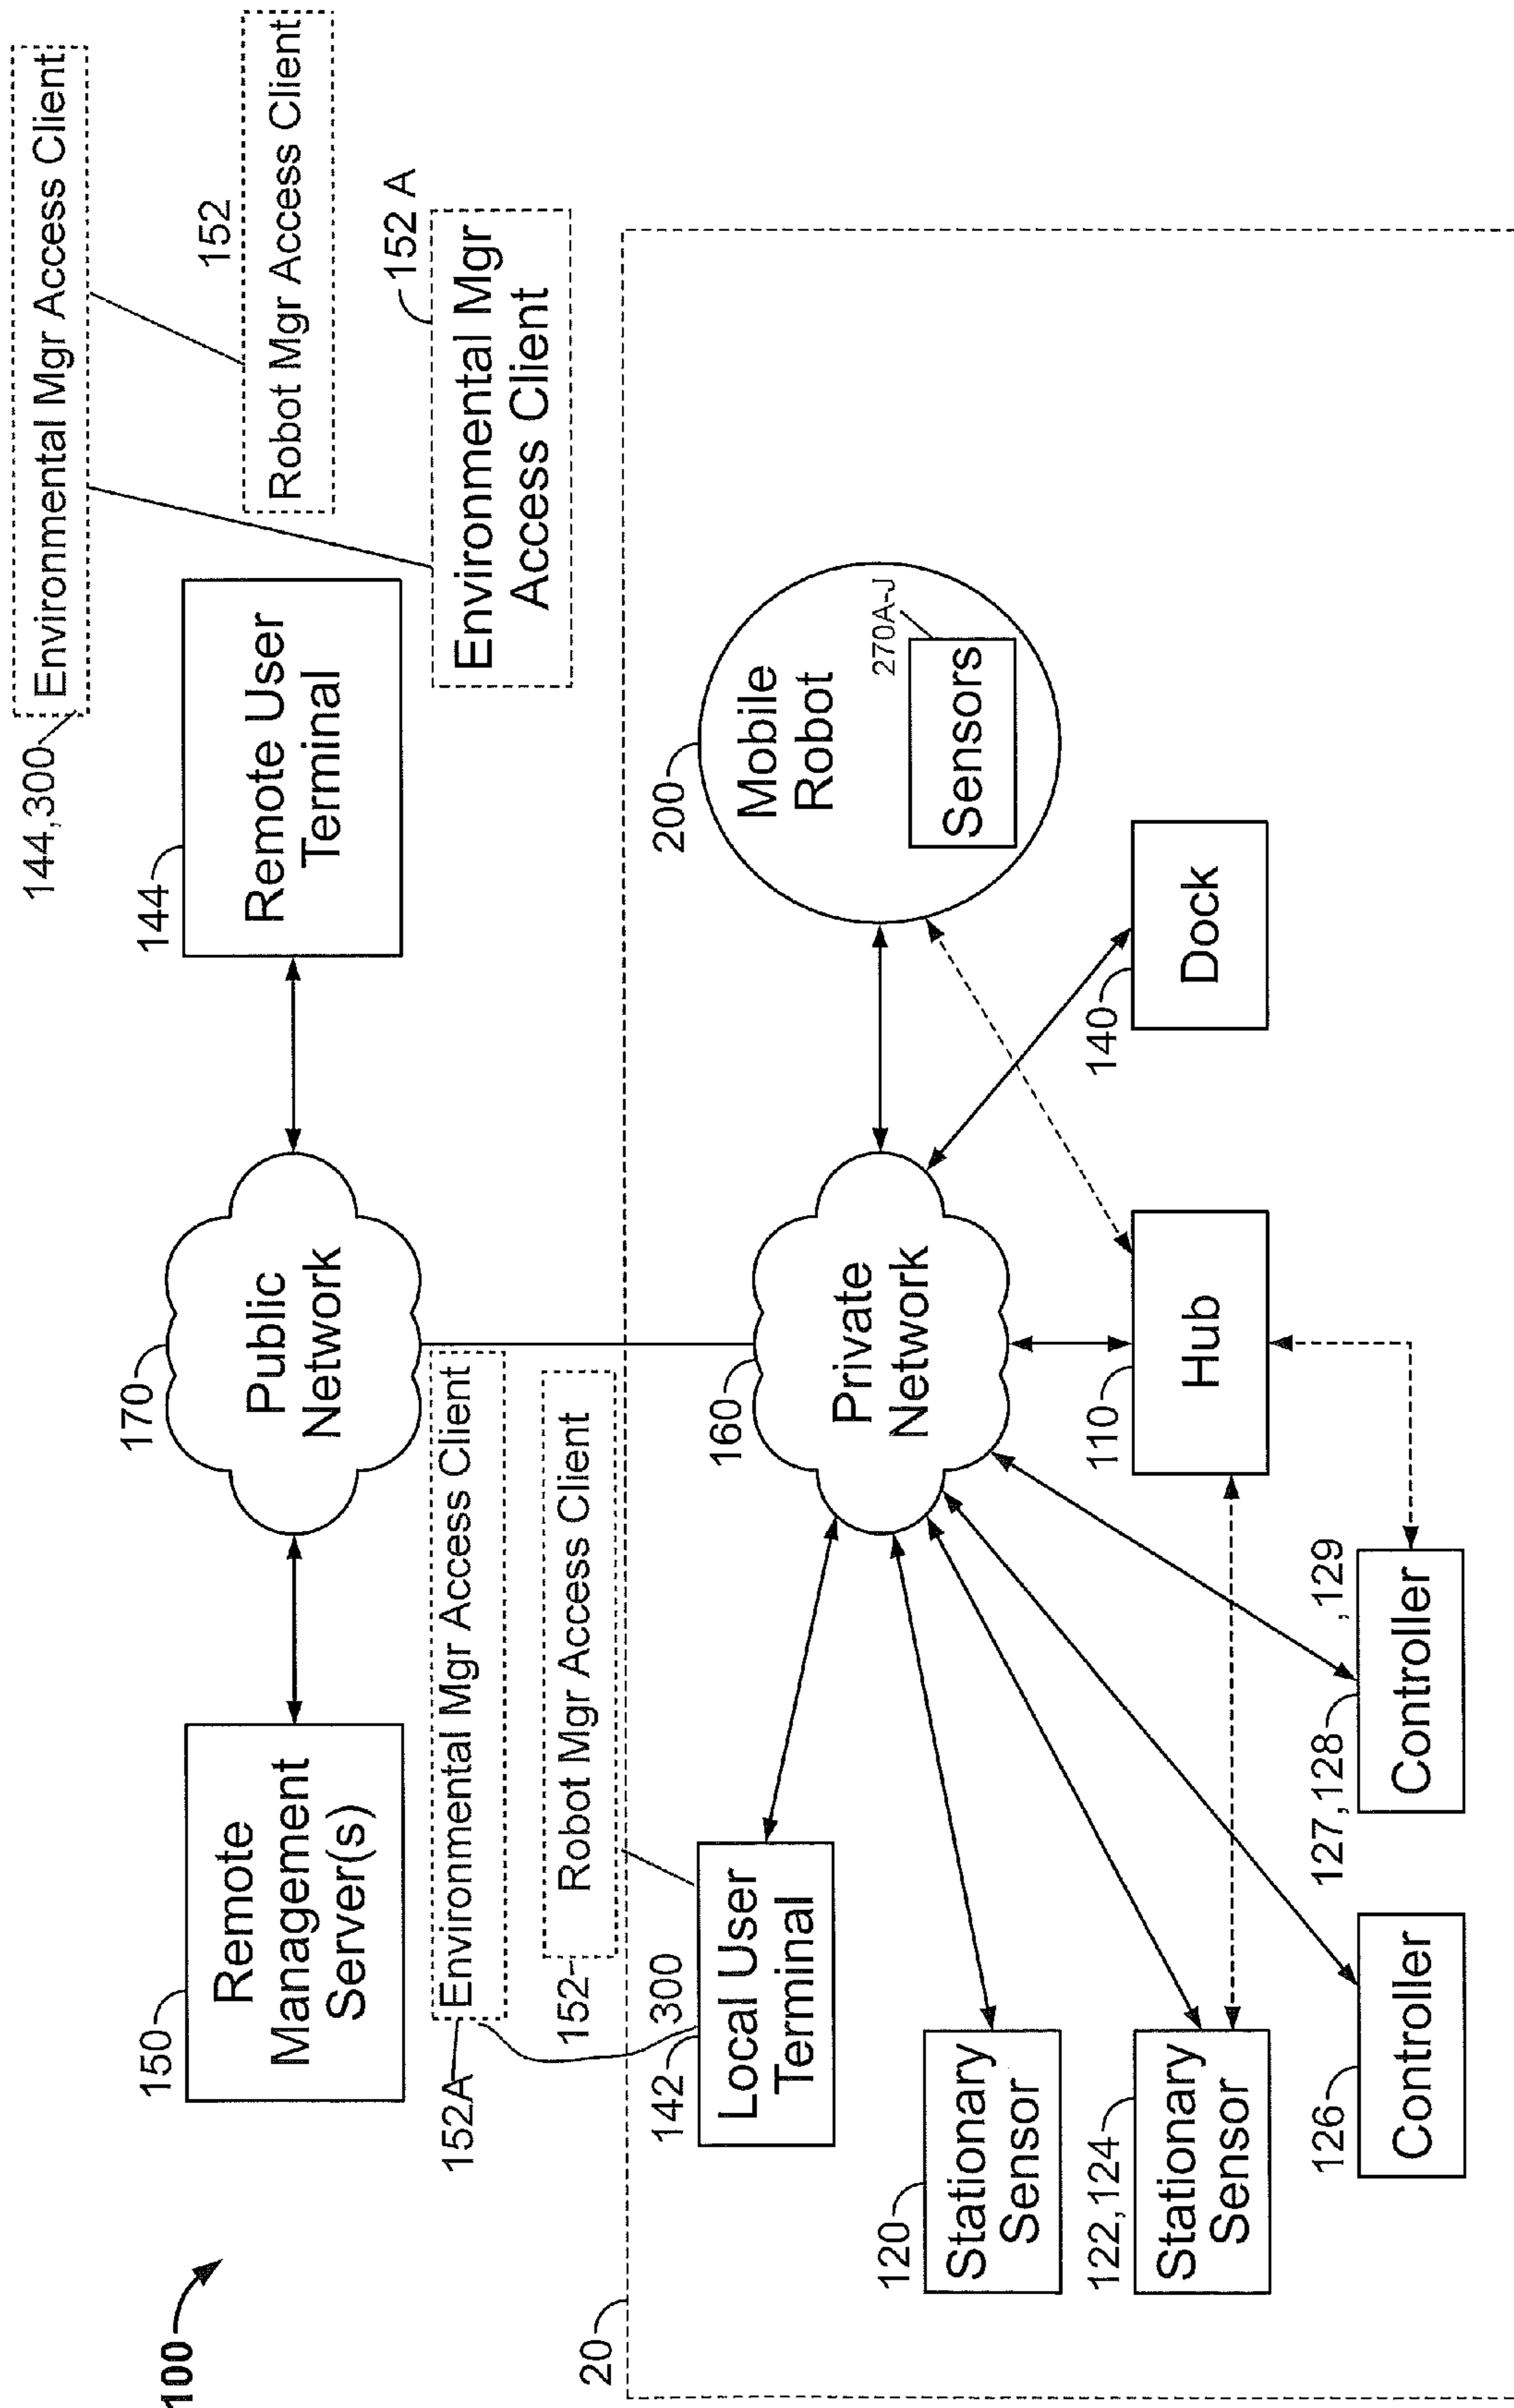 100
144,300
Environmental Mgr Access Client
152
Robot Mgr Access Client
152 A
Environmental Mgr
Access Client
150
Remote
Management
Server(s)
170
Public
Network
144
Remote User
Terminal
152A
Environmental Mgr Access Client
152
Robot Mgr Access Client
20
142
300
Local User
Terminal
160
Private
Network
200
Mobile
Robot
270A-J
Sensors
120
Stationary
Sensor
122,124
Stationary
Sensor
110
Hub
140
Dock
126
Controller
127,128 ,129
Controller